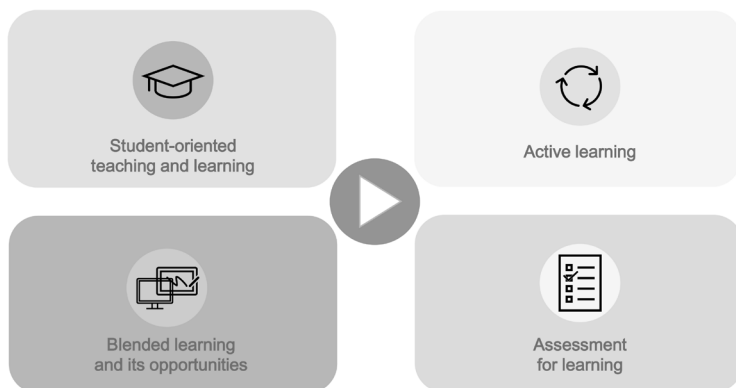 Student-oriented
teaching and learning
Active learning
Blended learning
and its opportunities
Assessment
for learning